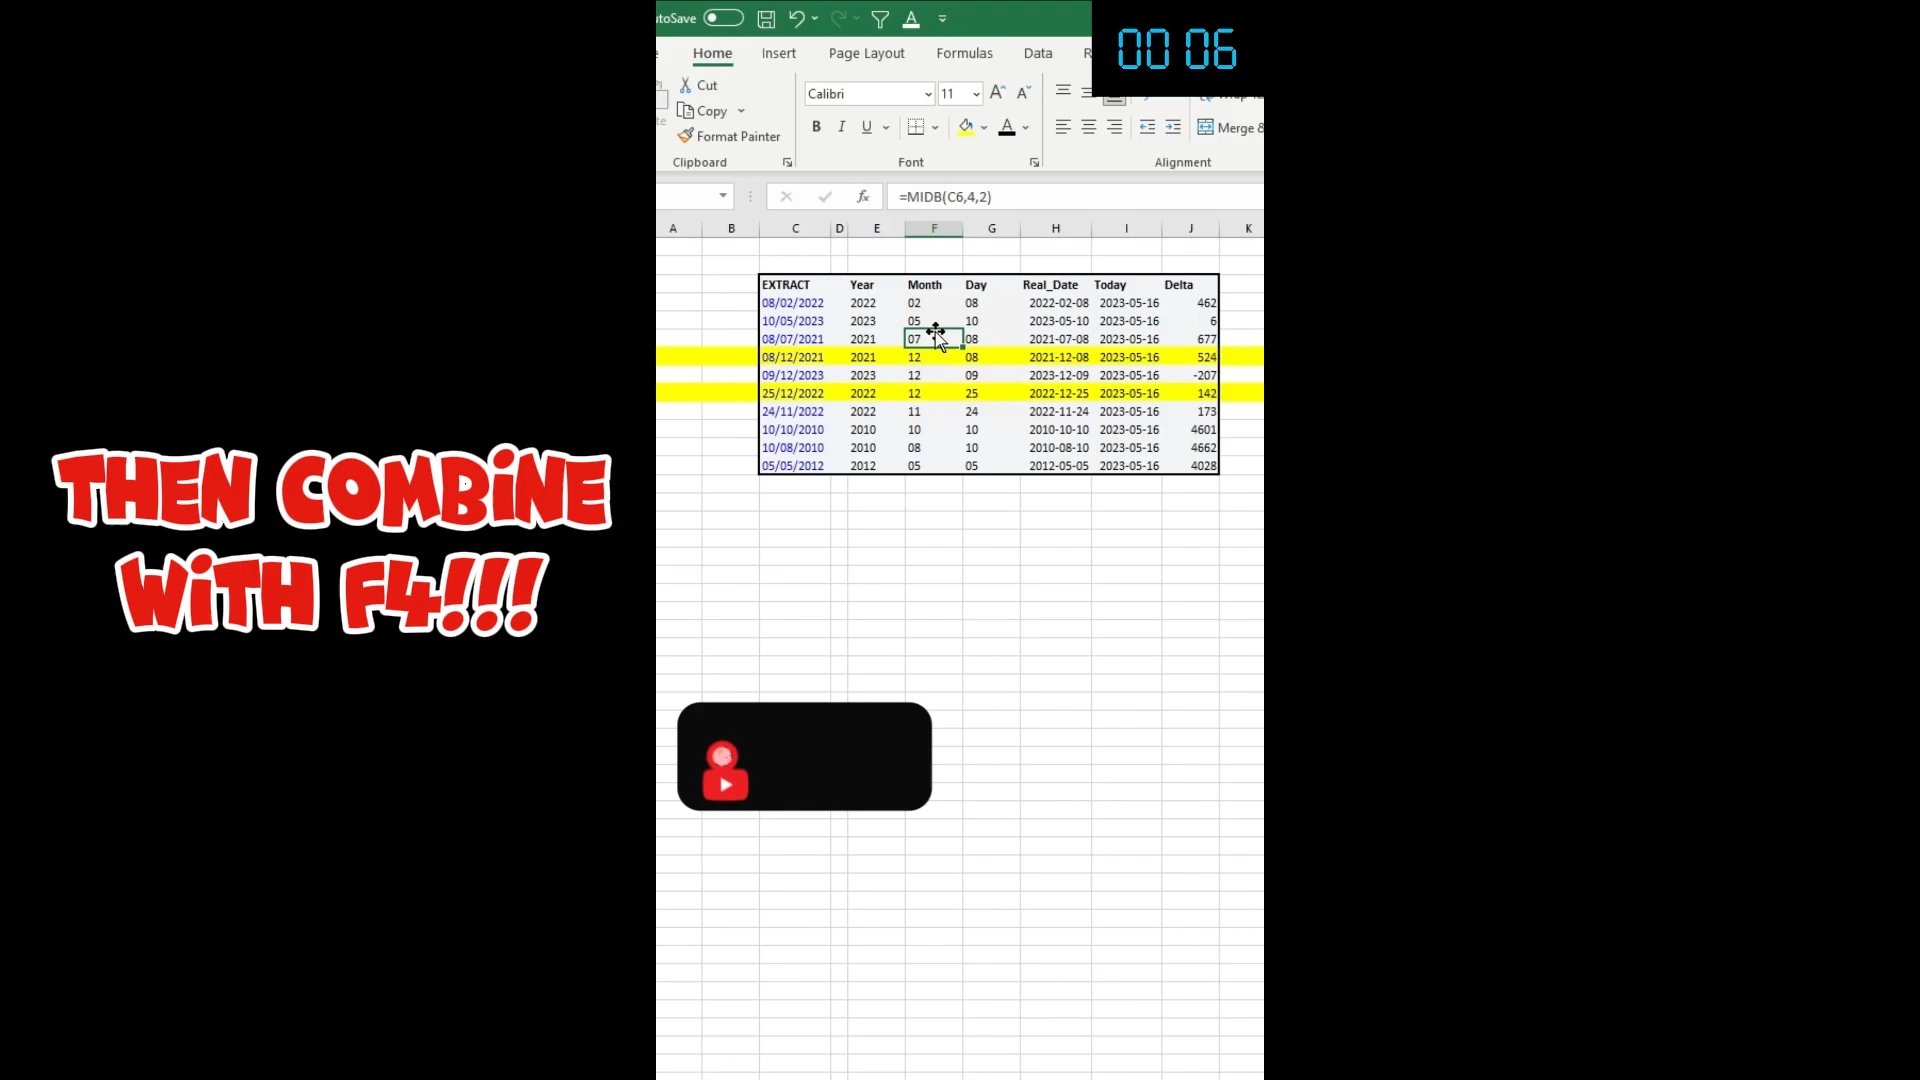 utoSave
00 06
Home Insert Page Layout Formulas Data R
Cut
Copy
Format Painter
Clipboard
Calibri 11
B I U
Font
Merge &
Alignment
fx =MIDB(C6,4,2)
A B C D E F G H I J K
EXTRACT Year Month Day Real_Date Today Delta
08/02/2022 2022 02 08 2022-02-08 2023-05-16 462
10/05/2023 2023 05 10 2023-05-10 2023-05-16 6
08/07/2021 2021 07 08 2021-07-08 2023-05-16 677
08/12/2021 2021 12 08 2021-12-08 2023-05-16 524
09/12/2023 2023 12 09 2023-12-09 2023-05-16 -207
25/12/2022 2022 12 25 2022-12-25 2023-05-16 142
24/11/2022 2022 11 24 2022-11-24 2023-05-16 173
10/10/2010 2010 10 10 2010-10-10 2023-05-16 4601
10/08/2010 2010 08 10 2010-08-10 2023-05-16 4662
05/05/2012 2012 05 05 2012-05-05 2023-05-16 4028
THEN COMBINE
WITH F4!!!